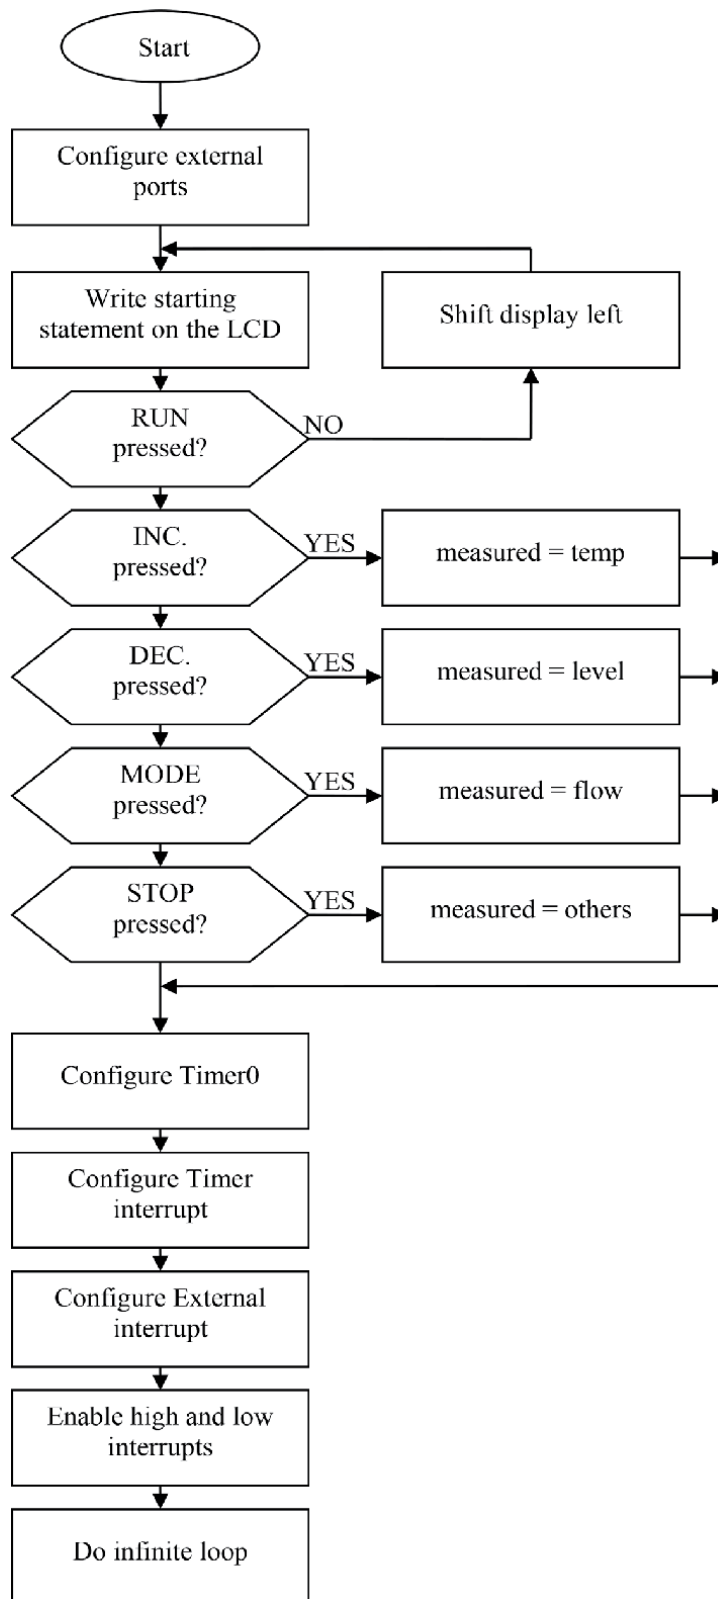 Start
Configure external
ports
Write starting
statement on the LCD
Shift display left
RUN
pressed?
NO
INC.
pressed?
YES
measured = temp
DEC.
pressed?
YES
measured = level
MODE
pressed?
YES
measured = flow
STOP
pressed?
YES
measured = others
Configure Timer0
Configure Timer
interrupt
Configure External
interrupt
Enable high and low
interrupts
Do infinite loop